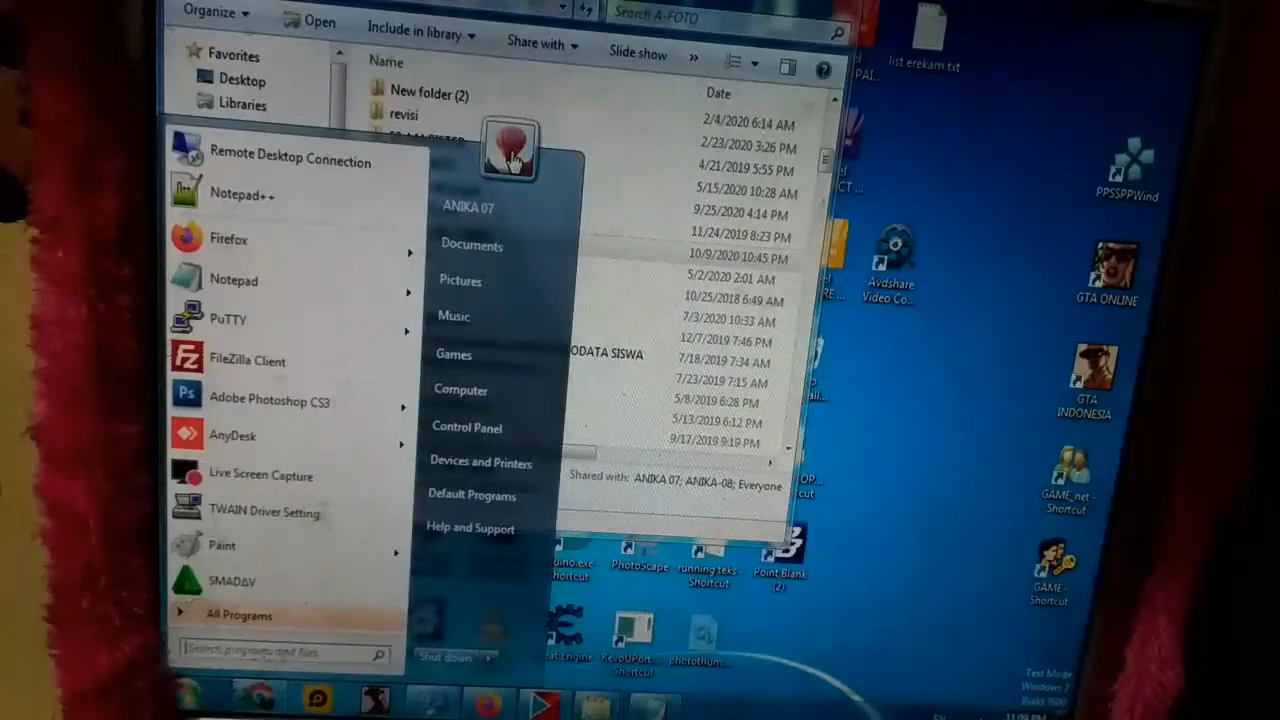 Organize
Open
Include in library
Share with
Slide show
Search A-FOTO
Favorites
Desktop
Libraries
Name
Date
New folder (2)
revisi
2/4/2020 6:14 AM
2/23/2020 3:26 PM
4/21/2019 5:55 PM
5/15/2020 10:28 AM
9/25/2020 4:14 PM
11/24/2019 8:23 PM
10/9/2020 10:45 PM
5/2/2020 2:01 AM
10/25/2018 6:49 AM
7/3/2020 10:33 AM
12/7/2019 7:46 PM
ODATA SISWA
7/18/2019 7:34 AM
7/23/2019 7:15 AM
5/8/2019 6:28 PM
5/13/2019 6:12 PM
9/17/2019 9:19 PM
Shared with: ANIKA 07; ANIKA-08; Everyone
Remote Desktop Connection
Notepad++
Firefox
Notepad
PuTTY
FileZilla Client
Adobe Photoshop CS3
AnyDesk
Live Screen Capture
TWAIN Driver Setting
Paint
SMADAV
All Programs
Search programs and files
ANIKA 07
Documents
Pictures
Music
Games
Computer
Control Panel
Devices and Printers
Default Programs
Help and Support
Shut down
list erekam.txt
PPSSPPWind
Avdshare
Video Co...
GTA ONLINE
GTA
INDONESIA
GAME_net -
Shortcut
GAME -
Shortcut
uino.exe
Shortcut
PhotoScape
running teks -
Shortcut
Point Blank
(2)
eat Engine
RevoUPort...
Shortcut
photothum...
Test Mode
Windows 7
Build 7600
11:09 PM